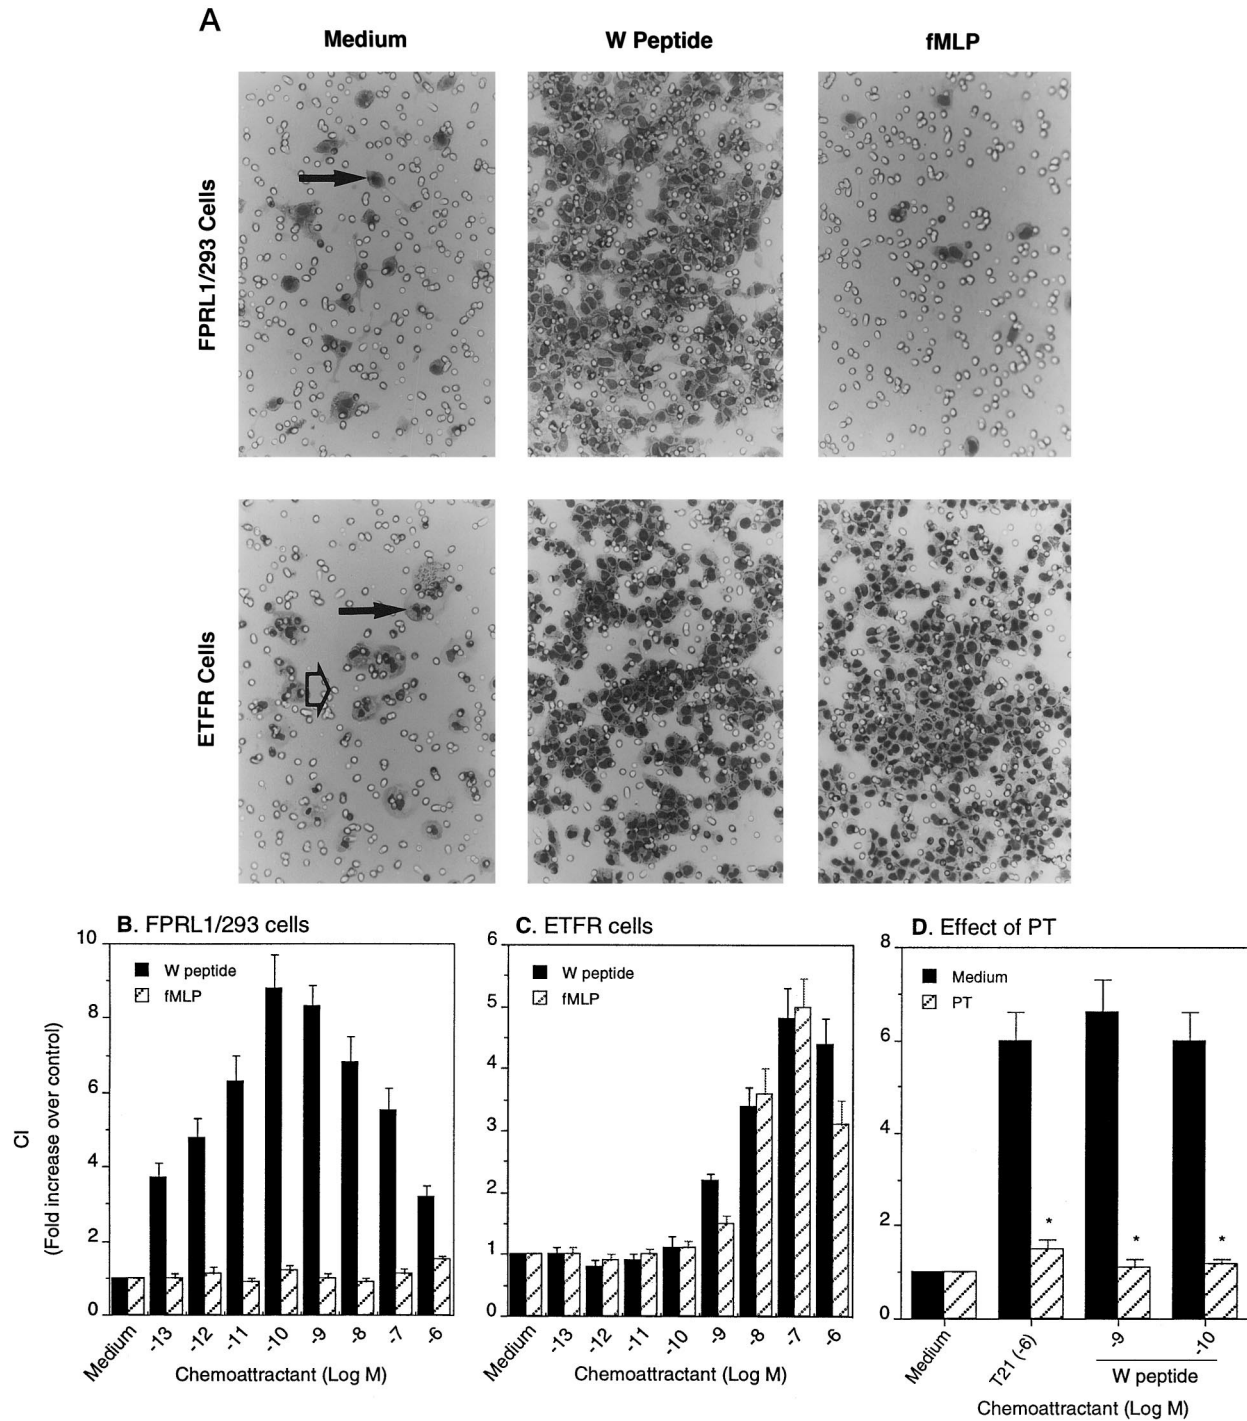 A
Medium
W Peptide
fMLP
FPRL1/293 Cells
ETFR Cells
B. FPRL1/293 cells
CI
(Fold increase over control)
10
8
6
4
2
0
W peptide
fMLP
Medium
-13
-12
-11
-10
-9
-8
-7
-6
Chemoattractant (Log M)
C. ETFR cells
6
5
4
3
2
1
0
W peptide
fMLP
Medium
-13
-12
-11
-10
-9
-8
-7
-6
Chemoattractant (Log M)
D. Effect of PT
8
6
4
2
0
Medium
PT
*
*
*
Medium
T21 (-6)
-9
-10
W peptide
Chemoattractant (Log M)